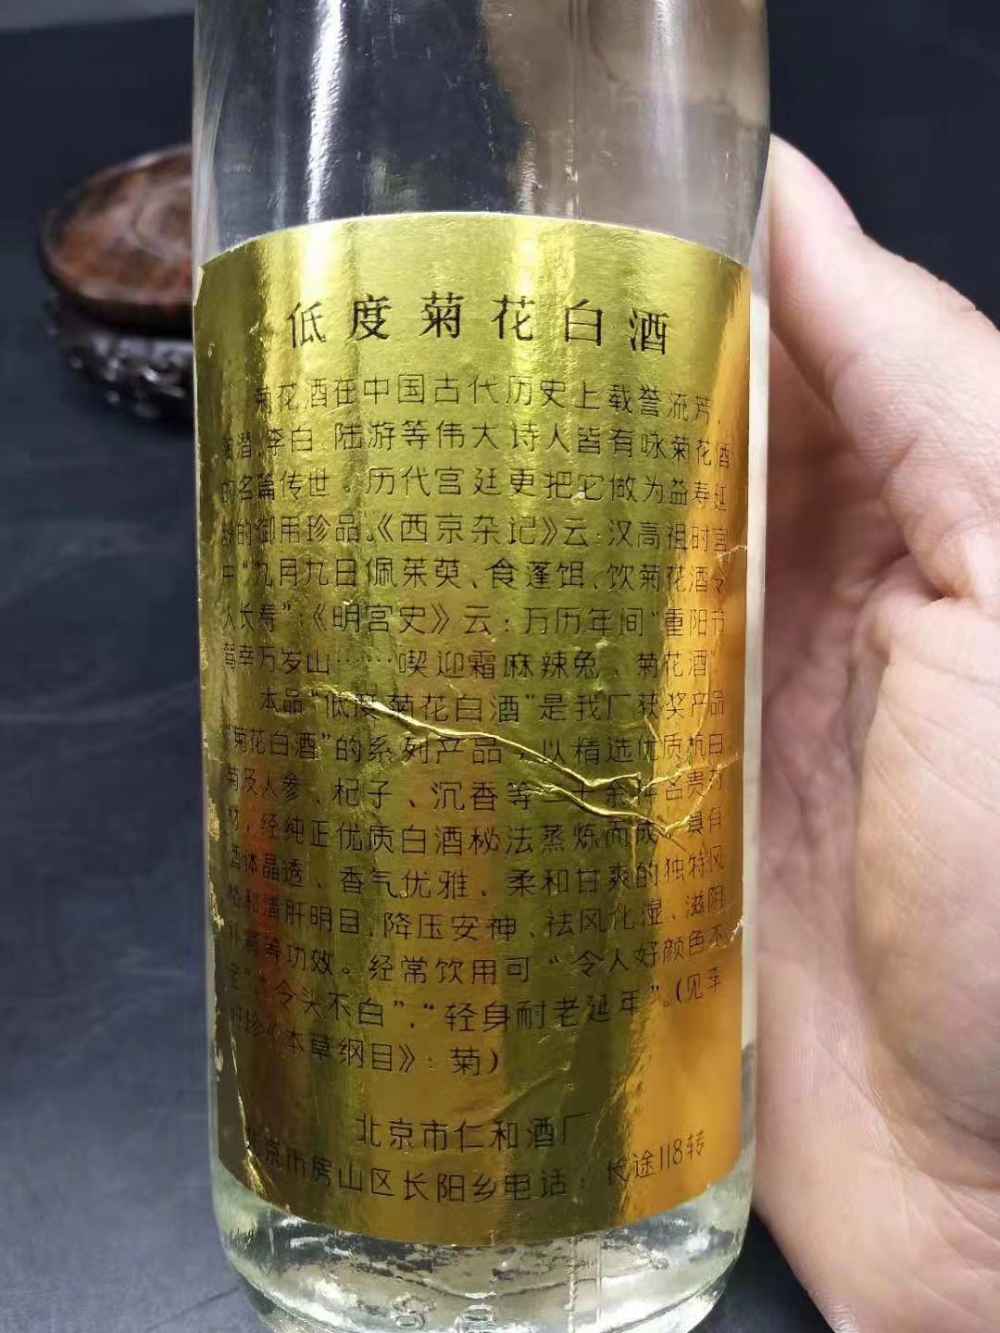 低度菊花白酒
菊花酒在中国古代历史上载誉流芳,
潜、李白、陆游等伟大诗人皆有咏菊花酒
的名篇传世。历代宫廷更把它做为益寿延
的御用珍品。《西京杂记》云:汉高祖时宫
中“九月九日佩茱萸、食蓬饵、饮菊花酒令
人长寿”;《明宫史》云:万历年间“重阳节
驾幸万岁山……喫迎霜麻辣兔、菊花酒”
本品“低度菊花白酒”是我厂获奖产品
“菊花白酒”的系列产品,以精选优质杭白
菊及人参、杞子、沉香等二十余种名贵
材,经纯正优质白酒秘法蒸炼而成。具有
酒体晶透、香气优雅、柔和甘爽的独特风
和清肝明目、降压安神、祛风化湿、滋阴
功效。经常饮用可“令人好颜色不
老”“令头不白”,“轻身耐老延年”。(见李
时珍《本草纲目》:菊)
北京市仁和酒厂
北京市房山区长阳乡电话:长途118转